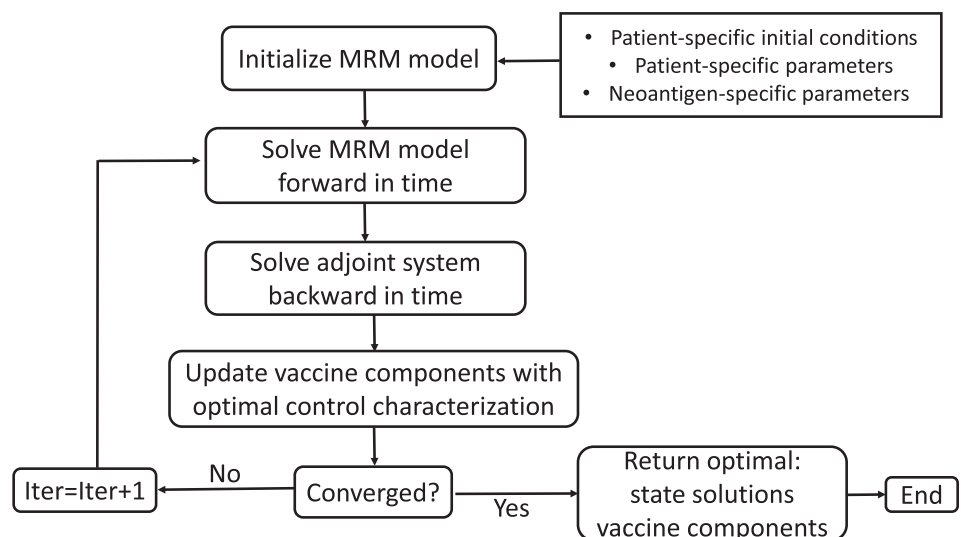 Initialize MRM model
• Patient-specific initial conditions
• Patient-specific parameters
• Neoantigen-specific parameters
Solve MRM model
forward in time
Solve adjoint system
backward in time
Update vaccine components with
optimal control characterization
Iter=Iter+1
No
Converged?
Yes
Return optimal:
state solutions
vaccine components
End